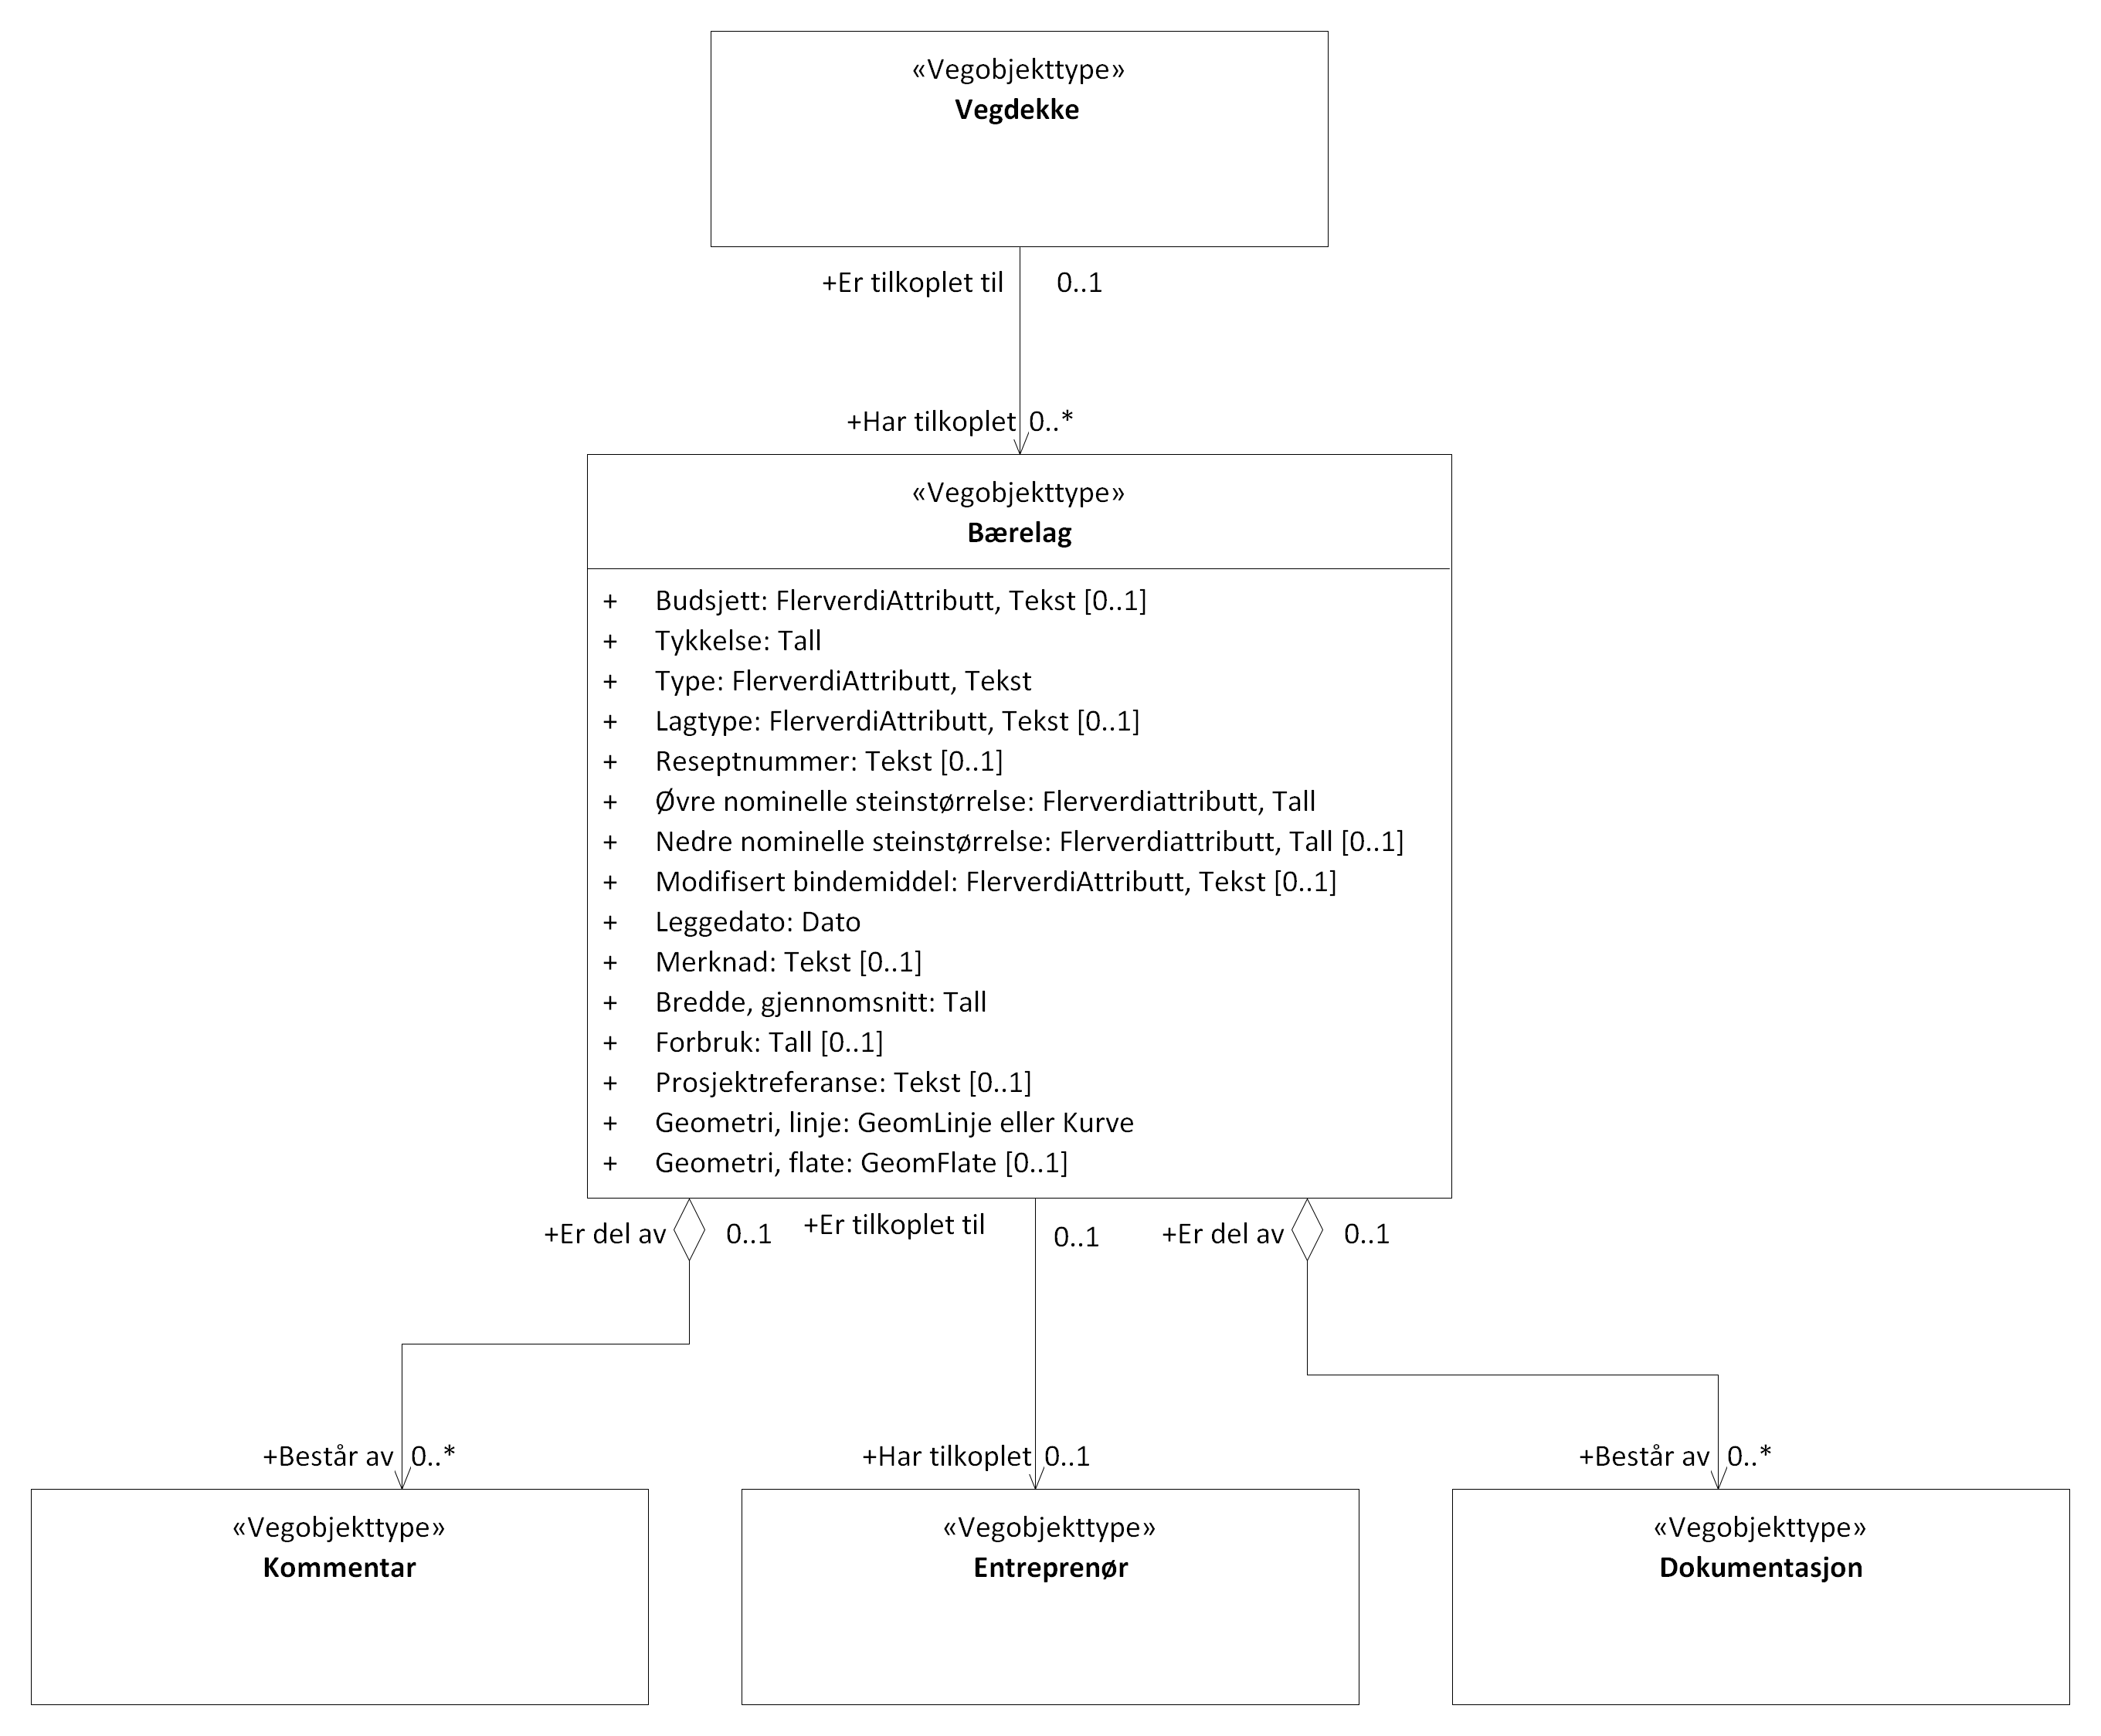 «Vegobjekttype»
Vegdekke
+Er tilkoplet til 0..1
+Har tilkoplet 0..*
«Vegobjekttype»
Bærelag
+ Budsjett: FlerverdiAttributt, Tekst [0..1]
+ Tykkelse: Tall
+ Type: FlerverdiAttributt, Tekst
+ Lagtype: FlerverdiAttributt, Tekst [0..1]
+ Reseptnummer: Tekst [0..1]
+ Øvre nominelle steinstørrelse: Flerverdiattributt, Tall
+ Nedre nominelle steinstørrelse: Flerverdiattributt, Tall [0..1]
+ Modifisert bindemiddel: FlerverdiAttributt, Tekst [0..1]
+ Leggedato: Dato
+ Merknad: Tekst [0..1]
+ Bredde, gjennomsnitt: Tall
+ Forbruk: Tall [0..1]
+ Prosjektreferanse: Tekst [0..1]
+ Geometri, linje: GeomLinje eller Kurve
+ Geometri, flate: GeomFlate [0..1]
+Er del av 0..1 +Er tilkoplet til 0..1 +Er del av 0..1
+Består av 0..* +Har tilkoplet 0..1 +Består av 0..*
«Vegobjekttype» «Vegobjekttype» «Vegobjekttype»
Kommentar Entreprenør Dokumentasjon